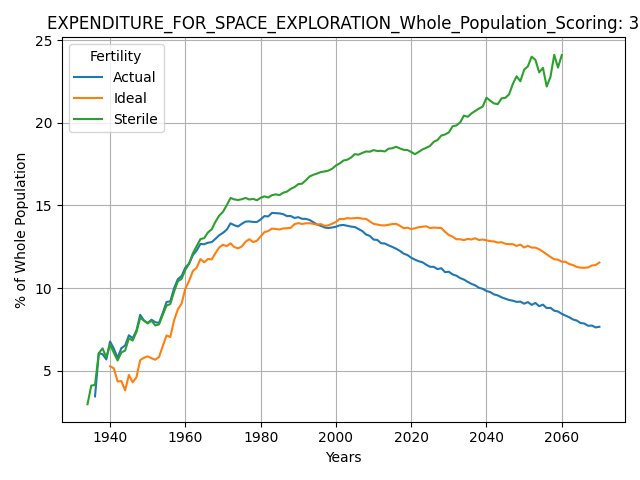 EXPENDITURE_FOR_SPACE_EXPLORATION_Whole_Population_Scoring: 3
Fertility
Actual
Ideal
Sterile
% of Whole Population
25
20
15
10
5
1940 1960 1980 2000 2020 2040 2060
Years